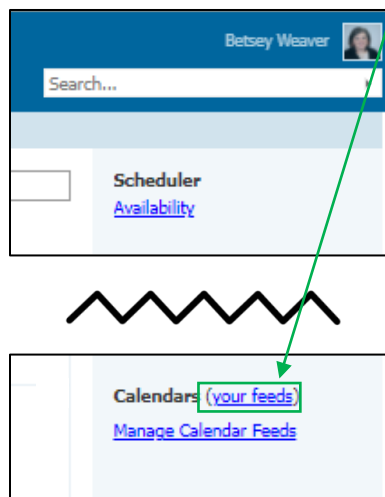 Betsey Weaver
Search...
Scheduler
Availability
Calendars (your feeds)
Manage Calendar Feeds